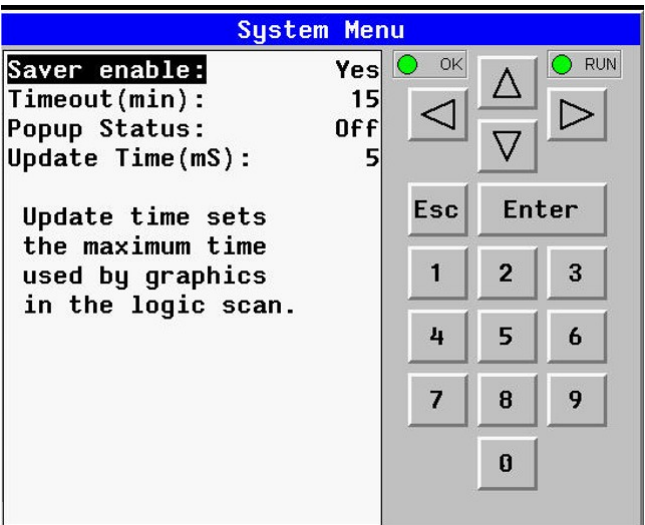 System Menu
Saver enable: Yes
Timeout(min): 15
Popup Status: Off
Update Time(mS): 5
Update time sets
the maximum time
used by graphics
in the logic scan.
OK
RUN
Esc
Enter
1 2 3
4 5 6
7 8 9
0